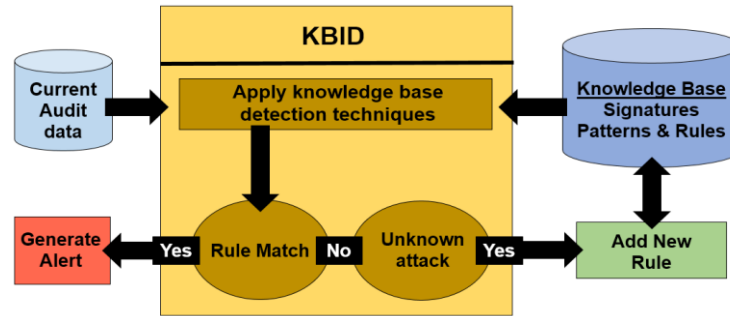 KBID
Current
Audit
data
Apply knowledge base
detection techniques
Knowledge Base
Signatures
Patterns & Rules
Generate
Alert
Yes
Rule Match
No
Unknown
attack
Yes
Add New
Rule